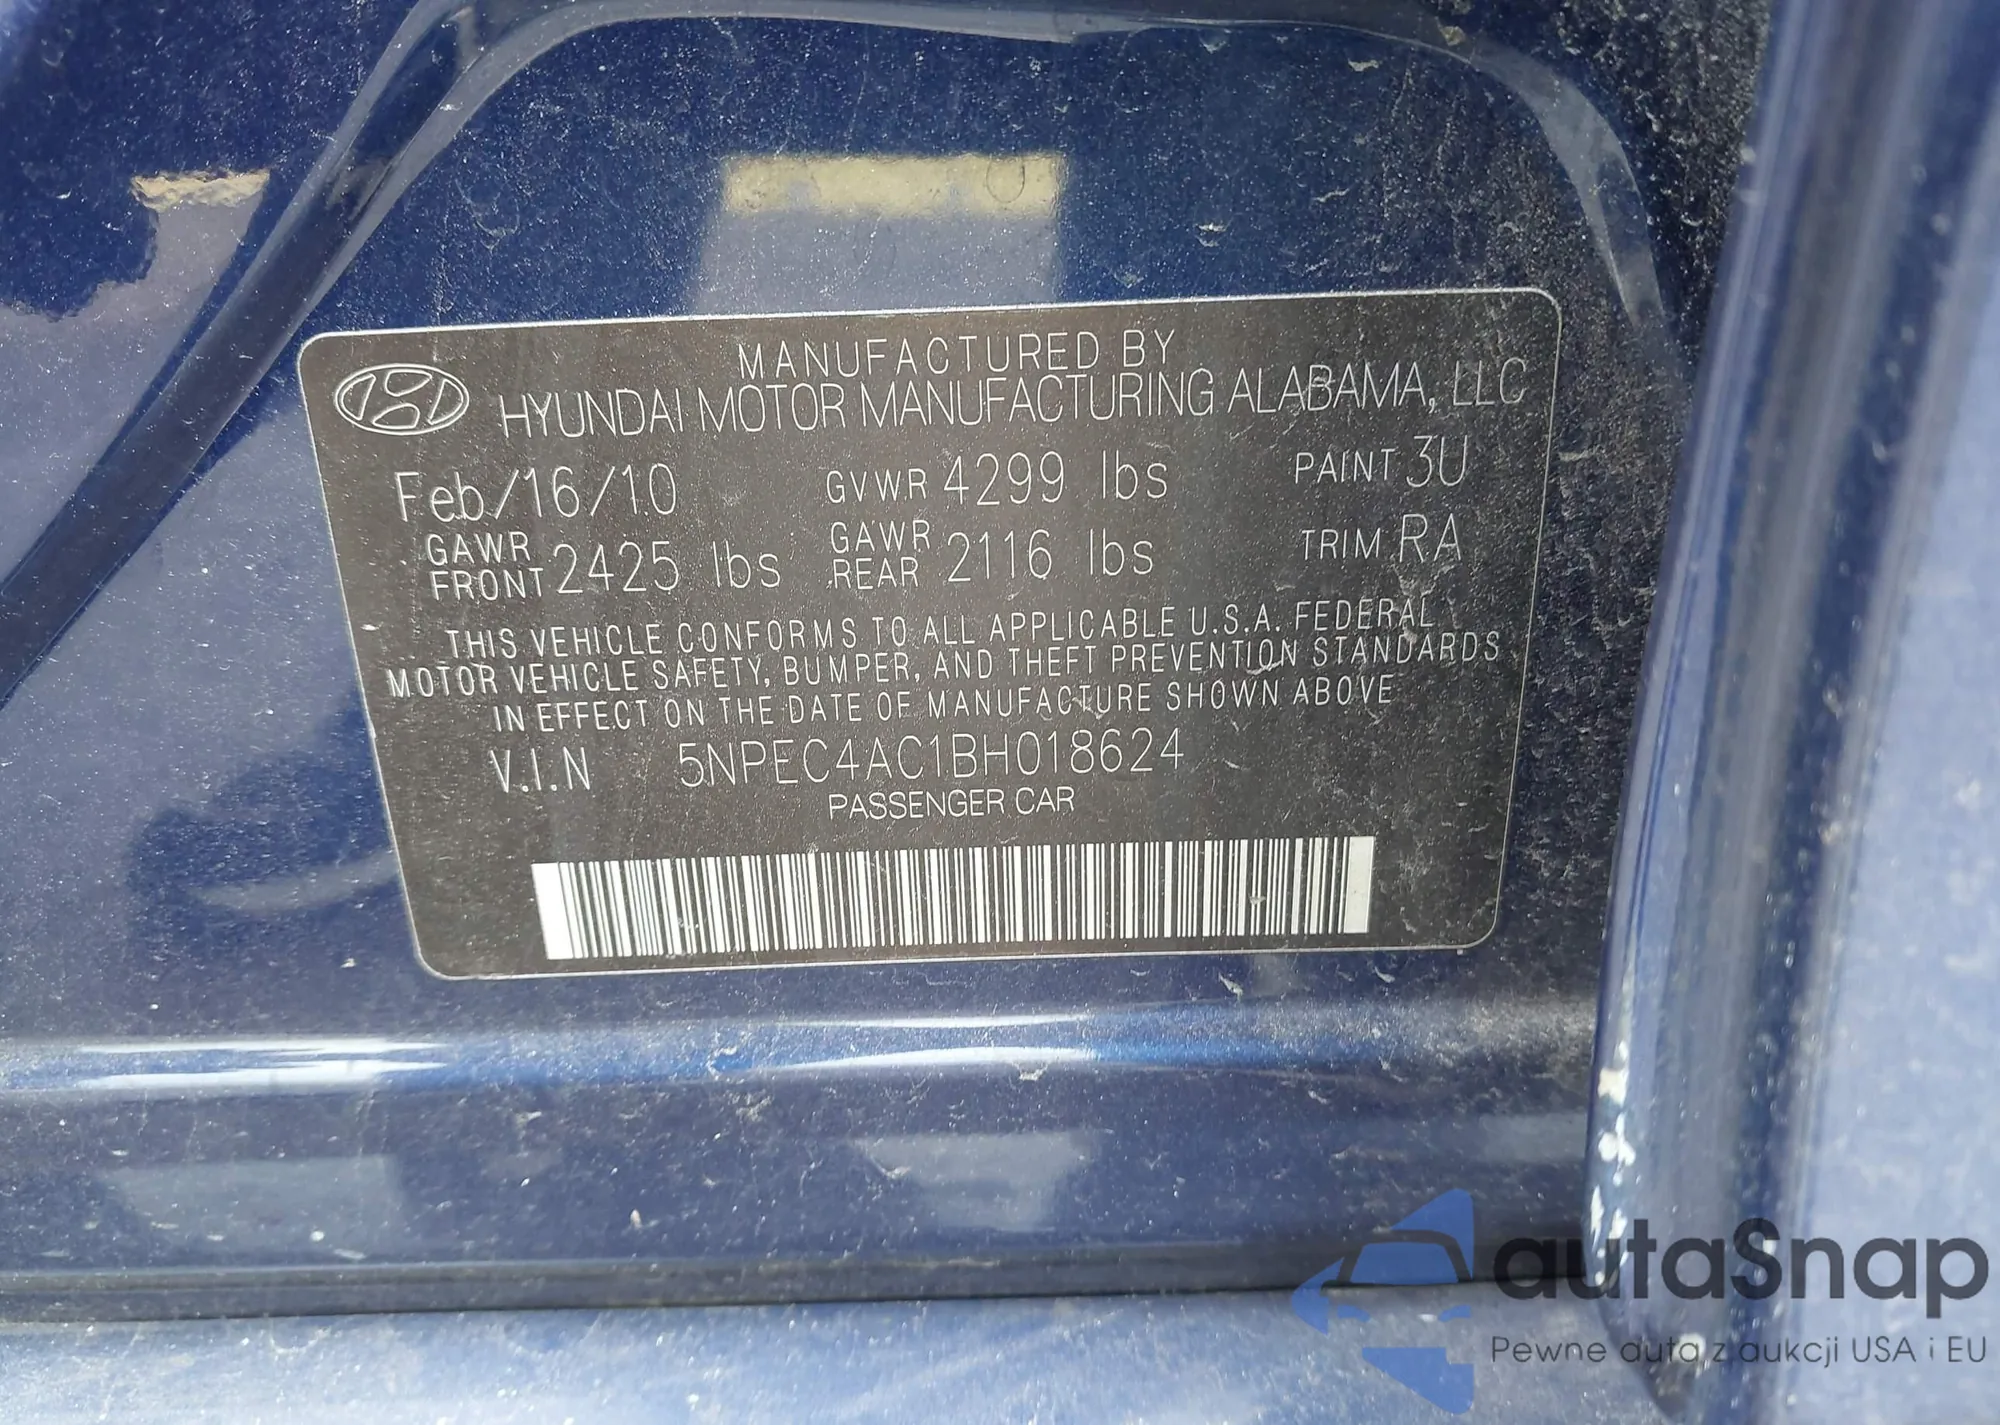 MANUFACTURED BY
HYUNDAI MOTOR MANUFACTURING ALABAMA, LLC
Feb/16/10 GVWR 4299 lbs PAINT 3U
GAWR FRONT 2425 lbs GAWR REAR 2116 lbs TRIM RA
THIS VEHICLE CONFORMS TO ALL APPLICABLE U.S.A. FEDERAL
MOTOR VEHICLE SAFETY, BUMPER, AND THEFT PREVENTION STANDARDS
IN EFFECT ON THE DATE OF MANUFACTURE SHOWN ABOVE
V.I.N 5NPEC4AC1BH018624
PASSENGER CAR
autaSnap
Pewne auta z aukcji USA i EU